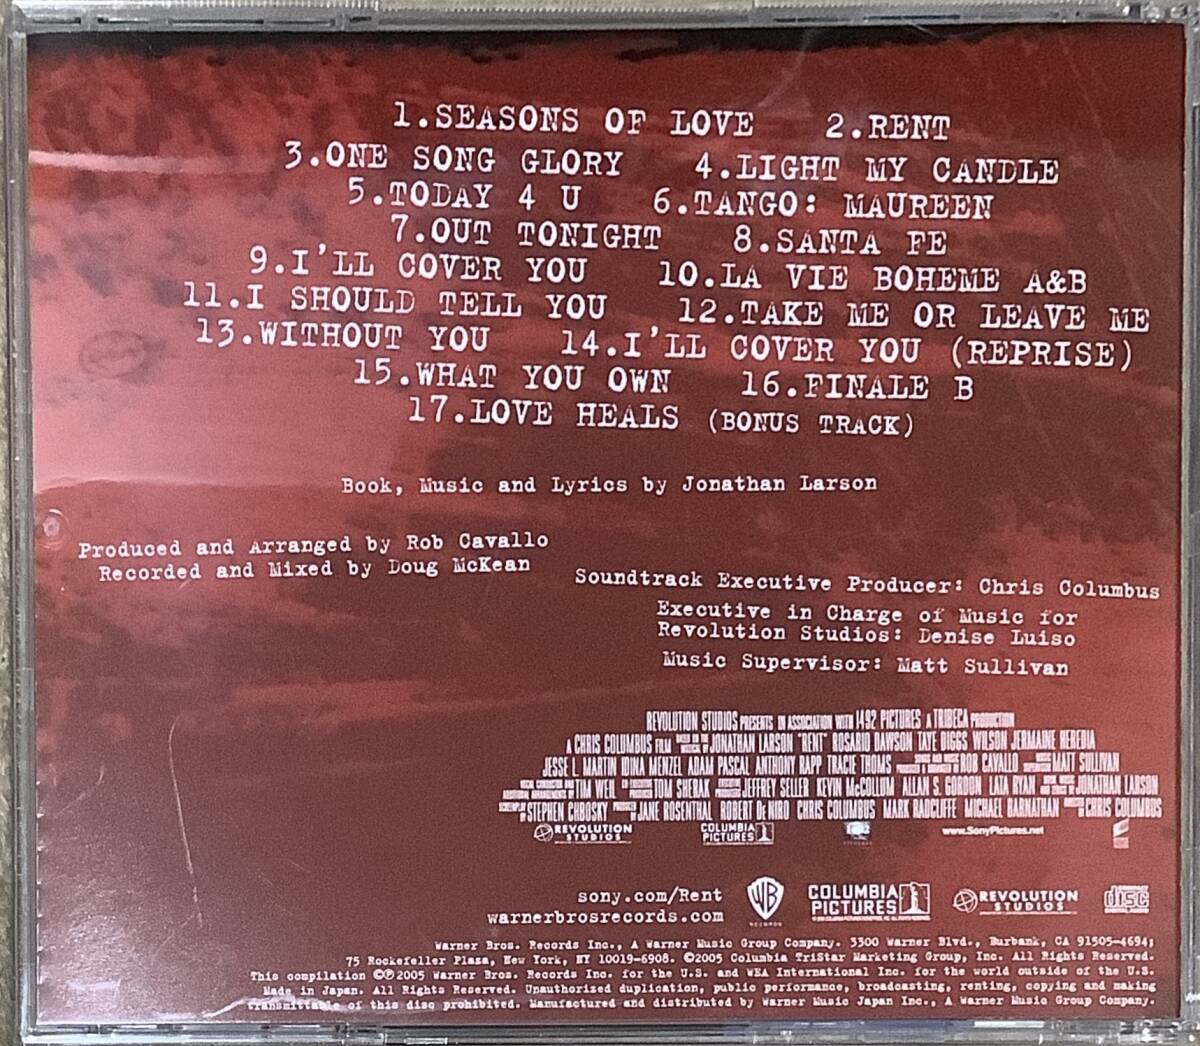 1.SEASONS OF LOVE 2.RENT
3.ONE SONG GLORY 4.LIGHT MY CANDLE
5.TODAY 4 U 6.TANGO: MAUREEN
7.OUT TONIGHT 8.SANTA FE
9.I'LL COVER YOU 10.LA VIE BOHEME A&B
11.I SHOULD TELL YOU 12.TAKE ME OR LEAVE ME
13.WITHOUT YOU 14.I'LL COVER YOU (REPRISE)
15.WHAT YOU OWN 16.FINALE B
17.LOVE HEALS (BONUS TRACK)
Book, Music and Lyrics by Jonathan Larson
Produced and Arranged by Rob Cavallo
Recorded and Mixed by Doug McKean
Soundtrack Executive Producer: Chris Columbus
Executive in Charge of Music for
Revolution Studios: Denise Luiso
Music Supervisor: Matt Sullivan
REVOLUTION STUDIOS PRESENTS IN ASSOCIATION WITH 1492 PICTURES A TRIBECA PRODUCTION
A CHRIS COLUMBUS FILM BASED ON THE MUSICAL BY JONATHAN LARSON "RENT" ROSARIO DAWSON TAYE DIGGS WILSON JERMAINE HEREDIA
JESSE L. MARTIN IDINA MENZEL ADAM PASCAL ANTHONY RAPP TRACIE THOMS ROB CAVALLO MATT SULLIVAN
TIM WEIL TOM SHERAK JEFFREY SELLER KEVIN McCOLLUM ALLAN S. GORDON LATA RYAN JONATHAN LARSON
STEPHEN CHBOSKY JANE ROSENTHAL ROBERT De NIRO CHRIS COLUMBUS MARK RADCLIFFE MICHAEL BARNATHAN CHRIS COLUMBUS
REVOLUTION STUDIOS COLUMBIA PICTURES www.SonyPictures.net
sony.com/Rent
warnerbrosrecords.com
WB RECORDS COLUMBIA PICTURES REVOLUTION STUDIOS COMPACT disc DIGITAL AUDIO
Warner Bros. Records Inc., A Warner Music Group Company. 3300 Warner Blvd., Burbank, CA 91505-4694;
75 Rockefeller Plaza, New York, NY 10019-6908. ©2005 Columbia TriStar Marketing Group, Inc. All Rights Reserved.
This compilation ©℗2005 Warner Bros. Records Inc. for the U.S. and WEA International Inc. for the world outside of the U.S.
Made in Japan. All Rights Reserved. Unauthorized duplication, public performance, broadcasting, renting, copying and making
transmittable of this disc prohibited. Manufactured and distributed by Warner Music Japan Inc., A Warner Music Group Company.